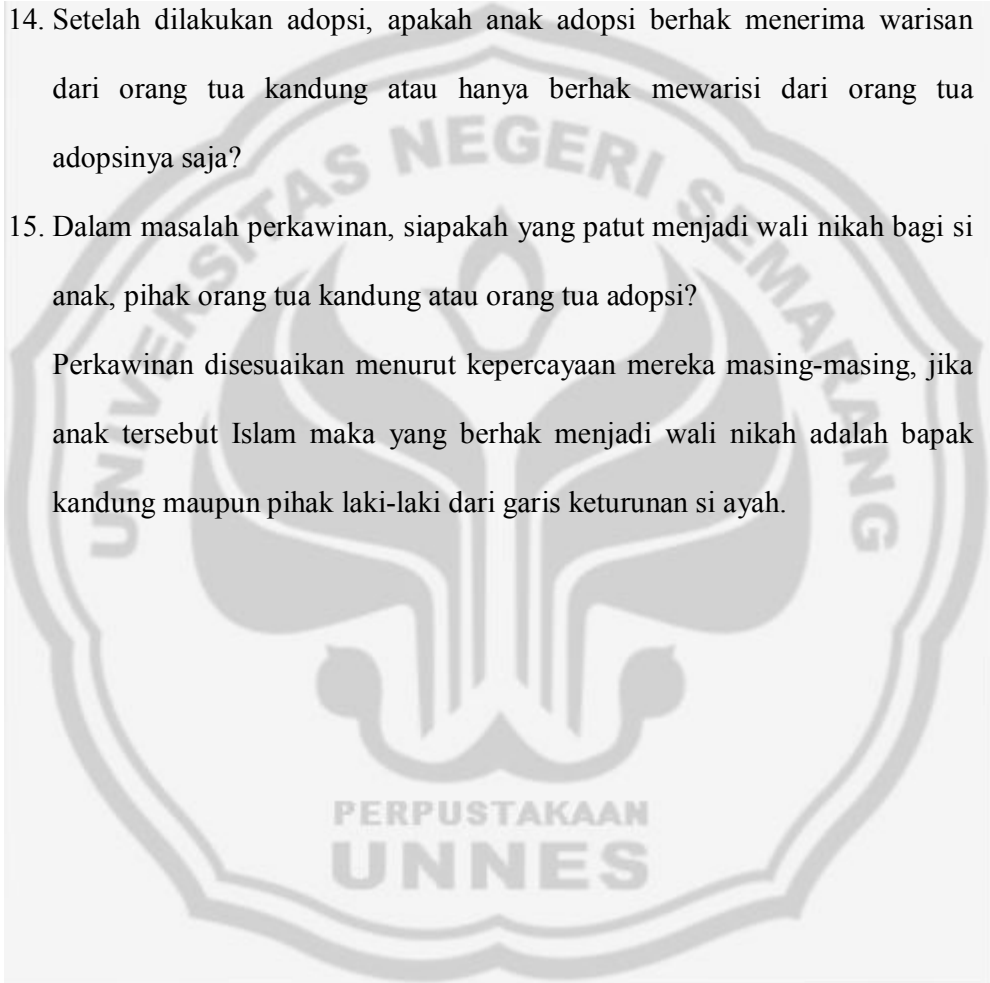 14. Setelah dilakukan adopsi, apakah anak adopsi berhak menerima warisan
dari orang tua kandung atau hanya berhak mewarisi dari orang tua
adopsinya saja?
15. Dalam masalah perkawinan, siapakah yang patut menjadi wali nikah bagi si
anak, pihak orang tua kandung atau orang tua adopsi?
Perkawinan disesuaikan menurut kepercayaan mereka masing-masing, jika
anak tersebut Islam maka yang berhak menjadi wali nikah adalah bapak
kandung maupun pihak laki-laki dari garis keturunan si ayah.
UNIVERSITAS NEGERI SEMARANG
PERPUSTAKAAN
UNNES